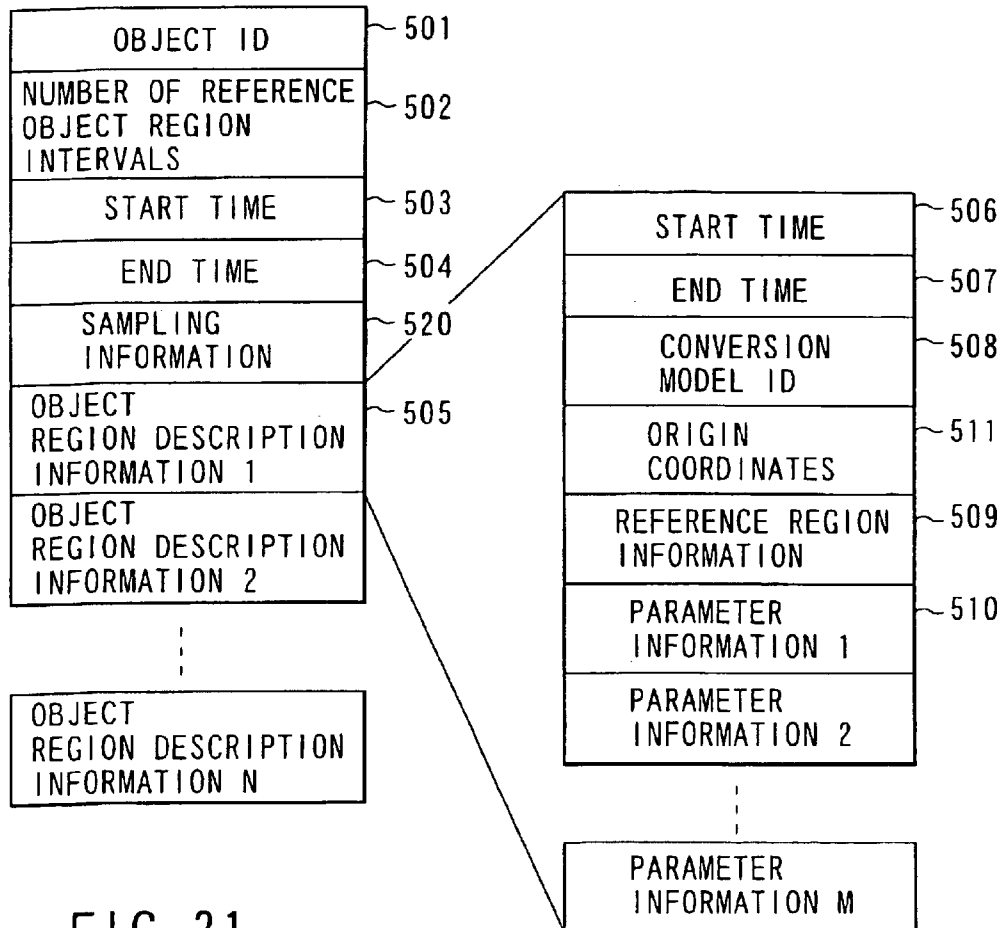 OBJECT ID
501
NUMBER OF REFERENCE
OBJECT REGION
INTERVALS
502
START TIME
503
END TIME
504
SAMPLING
INFORMATION
520
OBJECT
REGION DESCRIPTION
INFORMATION 1
505
OBJECT
REGION DESCRIPTION
INFORMATION 2
OBJECT
REGION DESCRIPTION
INFORMATION N
START TIME
506
END TIME
507
CONVERSION
MODEL ID
508
ORIGIN
COORDINATES
511
REFERENCE REGION
INFORMATION
509
PARAMETER
INFORMATION 1
510
PARAMETER
INFORMATION 2
PARAMETER
INFORMATION M
FIG. 21